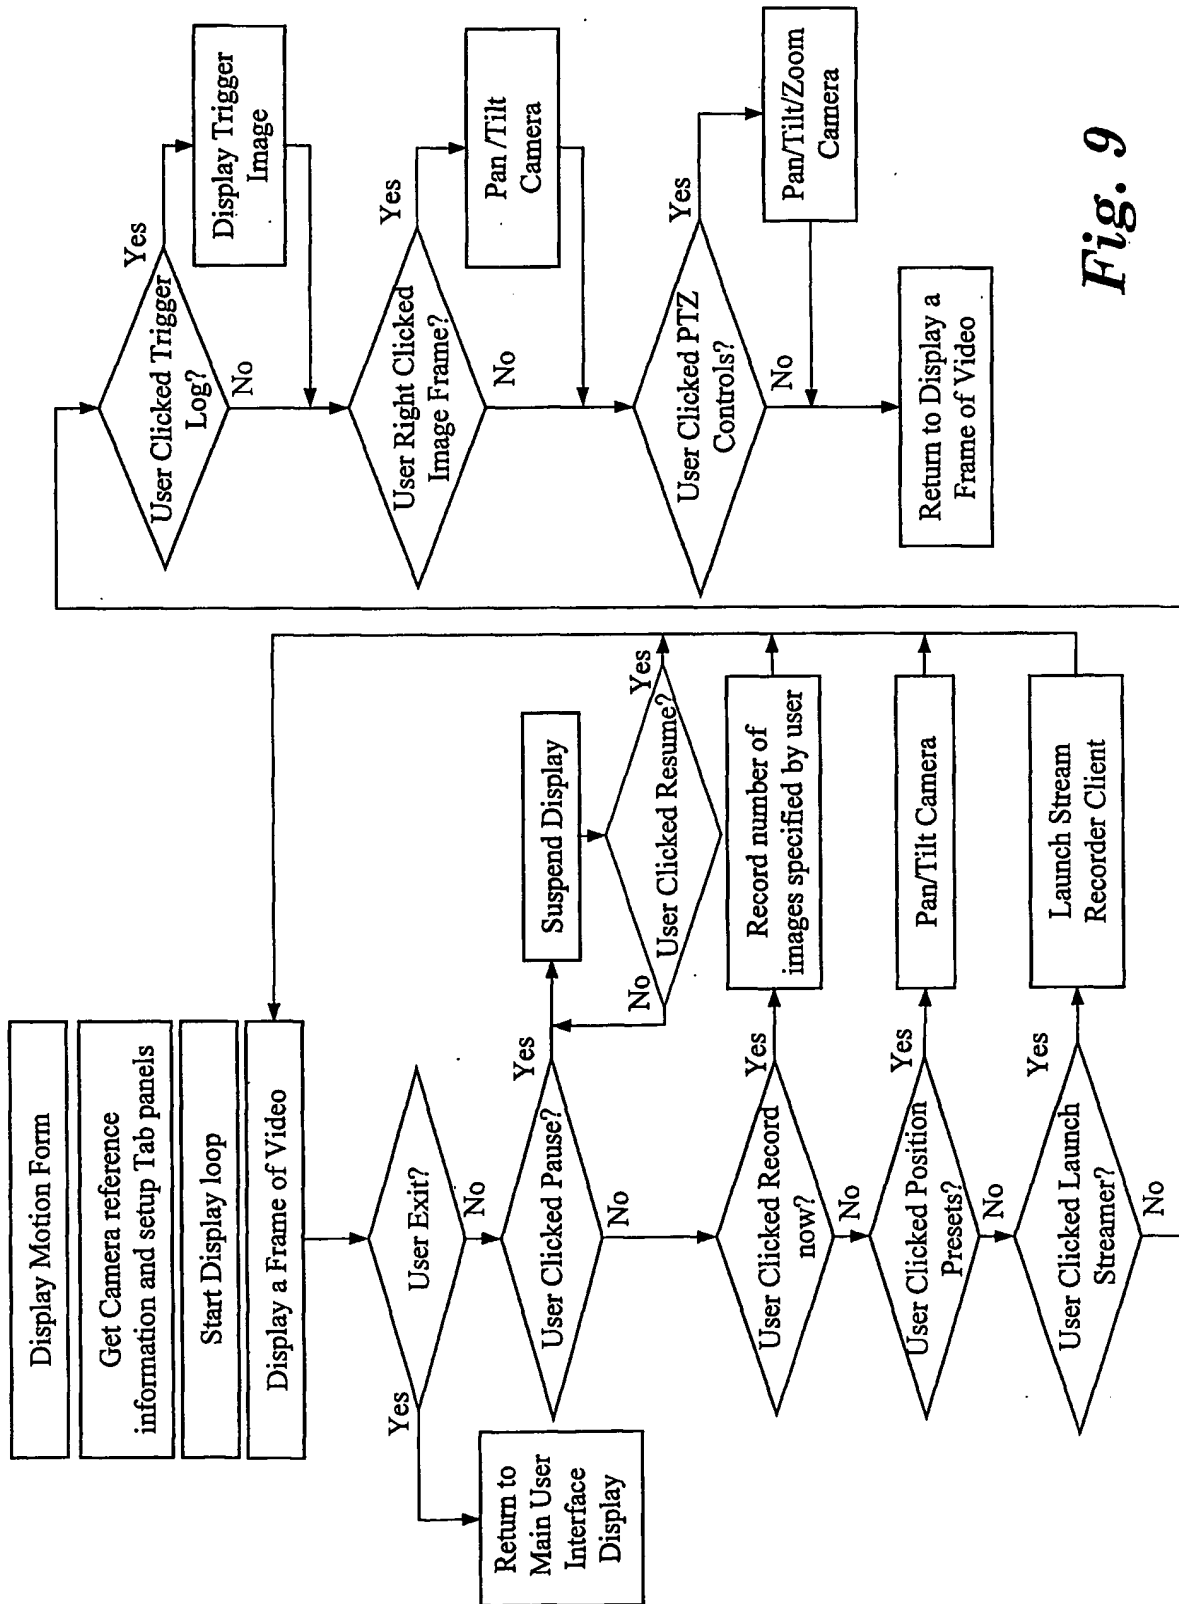 Display Motion Form
Get Camera reference
information and setup Tab panels
Start Display loop
Display a Frame of Video
User Exit?
Yes
No
Return to
Main User
Interface
Display
User Clicked Pause?
Yes
No
Suspend Display
User Clicked Resume?
Yes
No
User Clicked Record
now?
Yes
No
Record number of
images specified by user
User Clicked Position
Presets?
Yes
No
Pan/Tilt Camera
User Clicked Launch
Streamer?
Yes
No
Launch Stream
Recorder Client
User Clicked Trigger
Log?
Yes
No
Display Trigger
Image
User Right Clicked
Image Frame?
Yes
No
Pan /Tilt
Camera
User Clicked PTZ
Controls?
Yes
No
Pan/Tilt/Zoom
Camera
Return to Display a
Frame of Video
Fig. 9